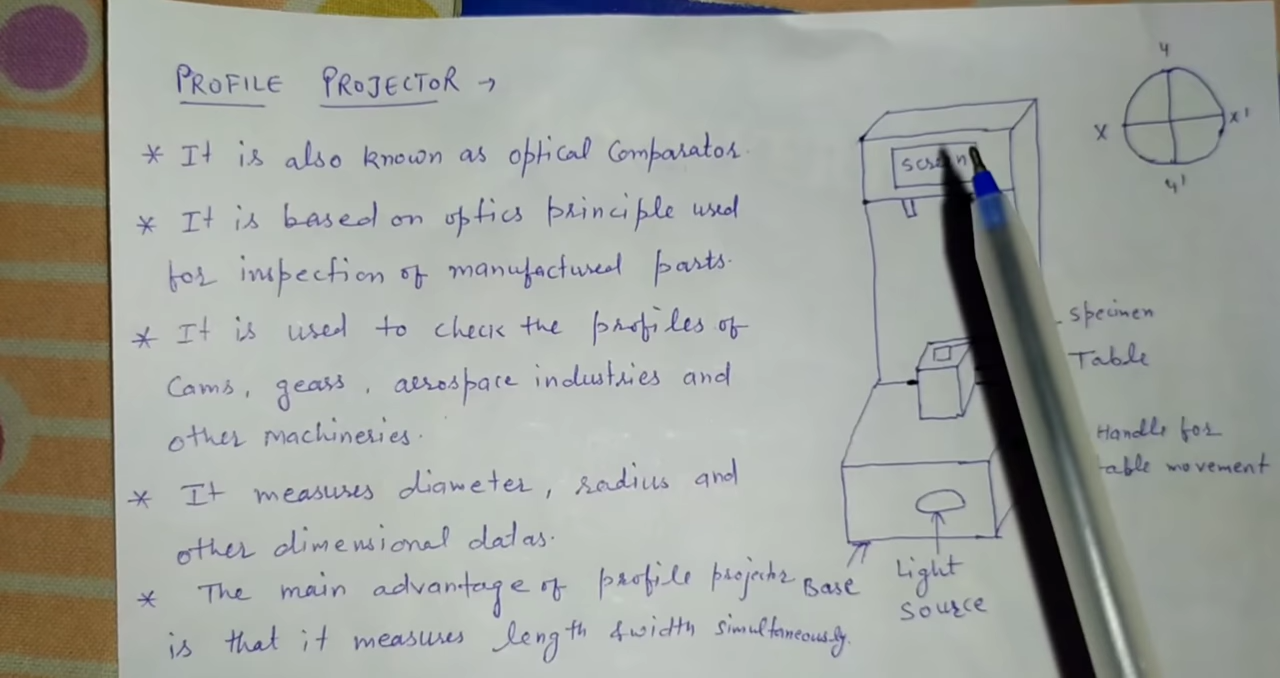 PROFILE PROJECTOR →
* It is also known as optical Comparator.
* It is based on optics principle used
for inspection of manufactured parts.
* It is used to check the profiles of
Cams, gears, aerospace industries and
other machineries.
* It measures diameter, radius and
other dimensional datas.
* The main advantage of profile projector
is that it measures length & width simultaneously.
Y
X X'
Y'
Specimen
Table
Handle for
table movement
Base
Light
Source